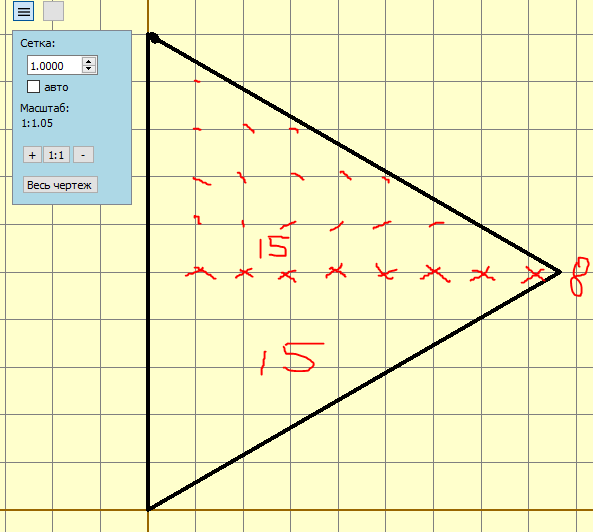 Сетка:
1.0000
авто
Масштаб:
1:1.05
+ 1:1 -
Весь чертеж
15
8
15